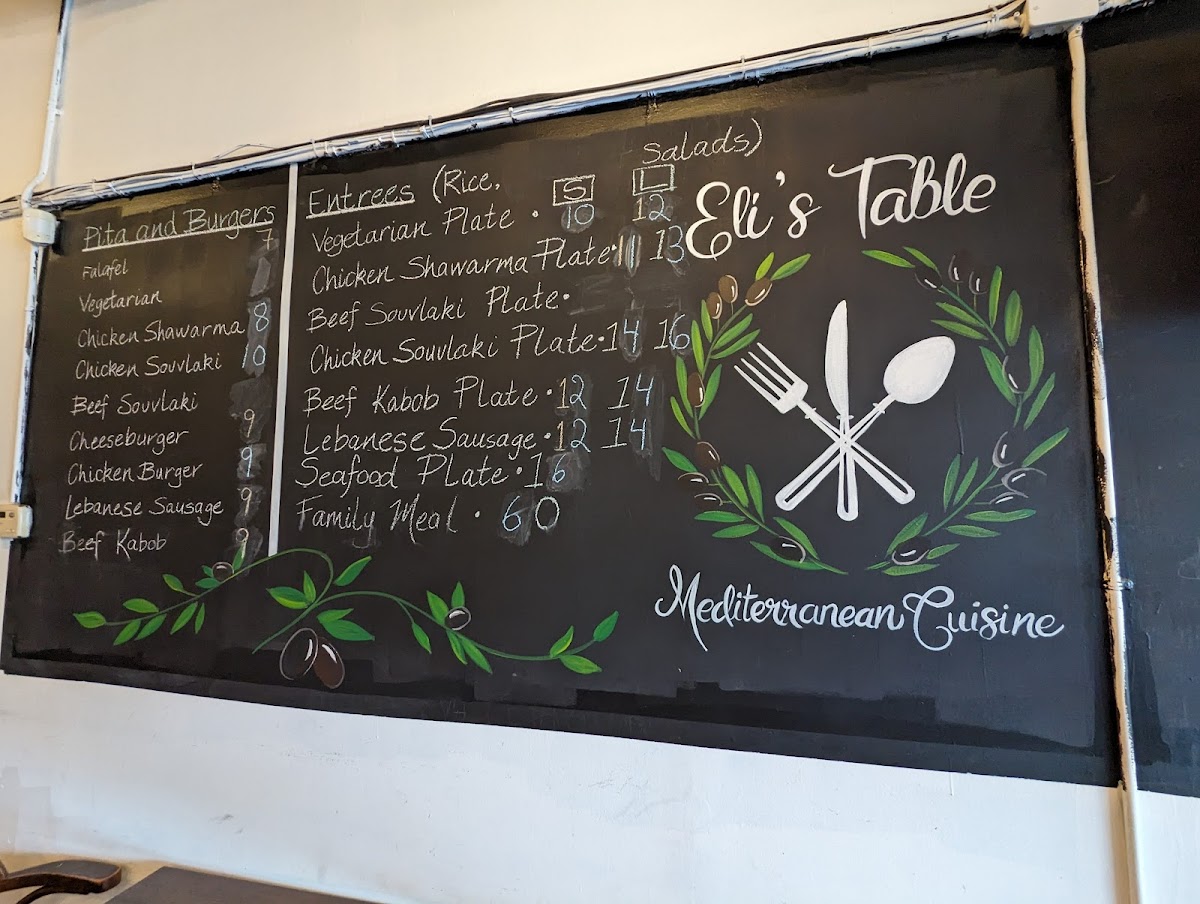 Pita and Burgers
7
Falafel
Vegetarian
Chicken Shawarma 8
Chicken Souvlaki 10
Beef Souvlaki
Cheeseburger 9
Chicken Burger 9
Lebanese Sausage 9
Beef Kabob 9
Entrees (Rice, Salads)
S L
Vegetarian Plate • 10 12
Chicken Shawarma Plate • 11 13
Beef Souvlaki Plate •
Chicken Souvlaki Plate • 14 16
Beef Kabob Plate • 12 14
Lebanese Sausage • 12 14
Seafood Plate • 16
Family Meal • 60
Eli's Table
Mediterranean Cuisine